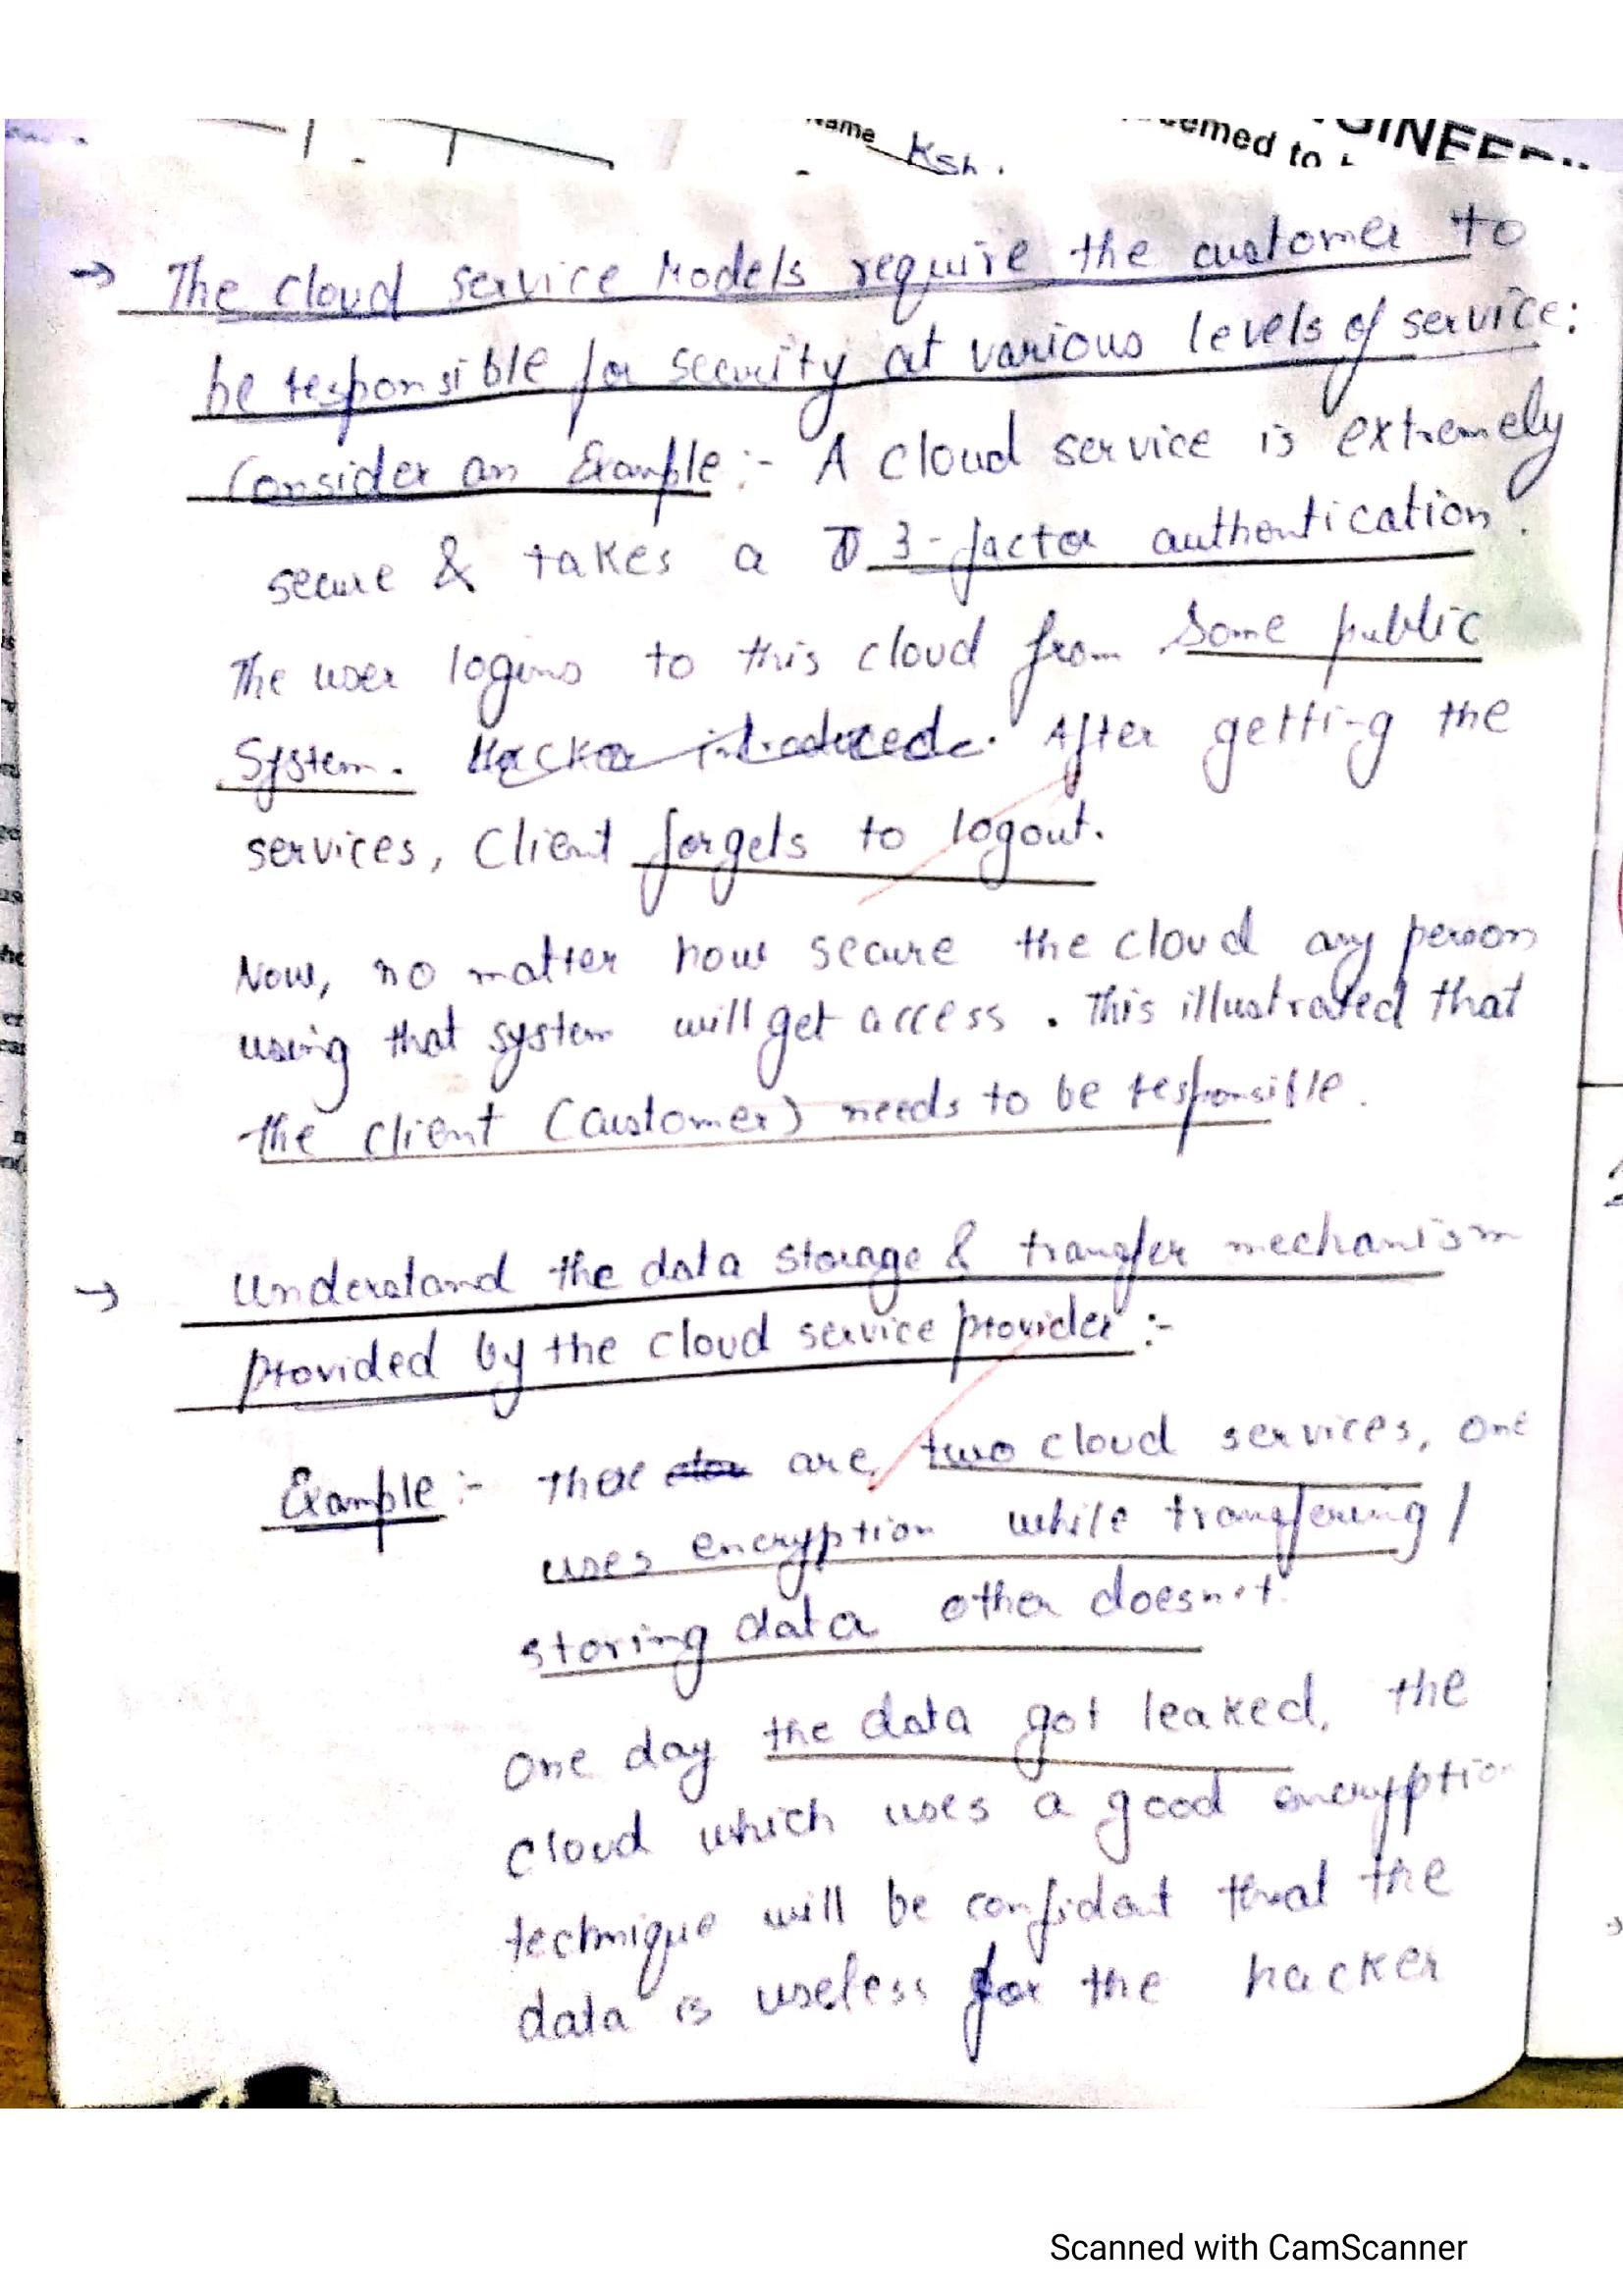 Name Ksh.
eemed to
GINEER
→ The cloud service Models require the customer to
be responsible for security at various levels of service:
Consider an Example :- A cloud service is extremely
secure & takes a 3-factor authentication.
The user logins to this cloud from some public
System. Hacker introduced. After getting the
services, Client forgets to logout.
Now, no matter how secure the cloud any person
using that system will get access. This illustrated that
the client (customer) needs to be responsible.
→ Understand the data storage & transfer mechanism
provided by the cloud service provider :-
Example :- there are two cloud services, one
uses encryption while transfering /
storing data other doesn't.
One day the data got leaked, the
cloud which uses a good encryption
technique will be confidant that the
data is useless for the hacker
Scanned with CamScanner